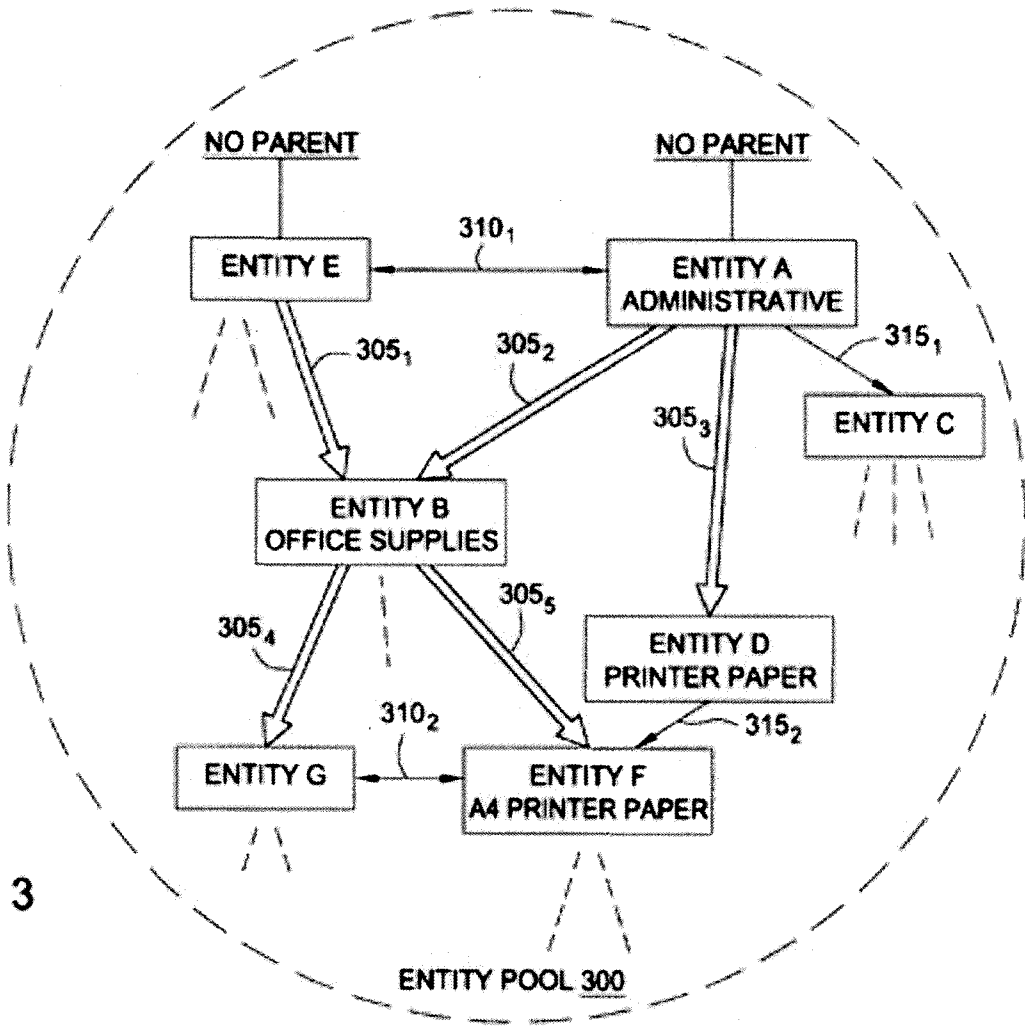 NO PARENT
NO PARENT
310₁
ENTITY E
ENTITY A
ADMINISTRATIVE
305₁
305₂
315₁
305₃
ENTITY C
ENTITY B
OFFICE SUPPLIES
305₄
305₅
ENTITY D
PRINTER PAPER
310₂
315₂
ENTITY G
ENTITY F
A4 PRINTER PAPER
3
ENTITY POOL 300